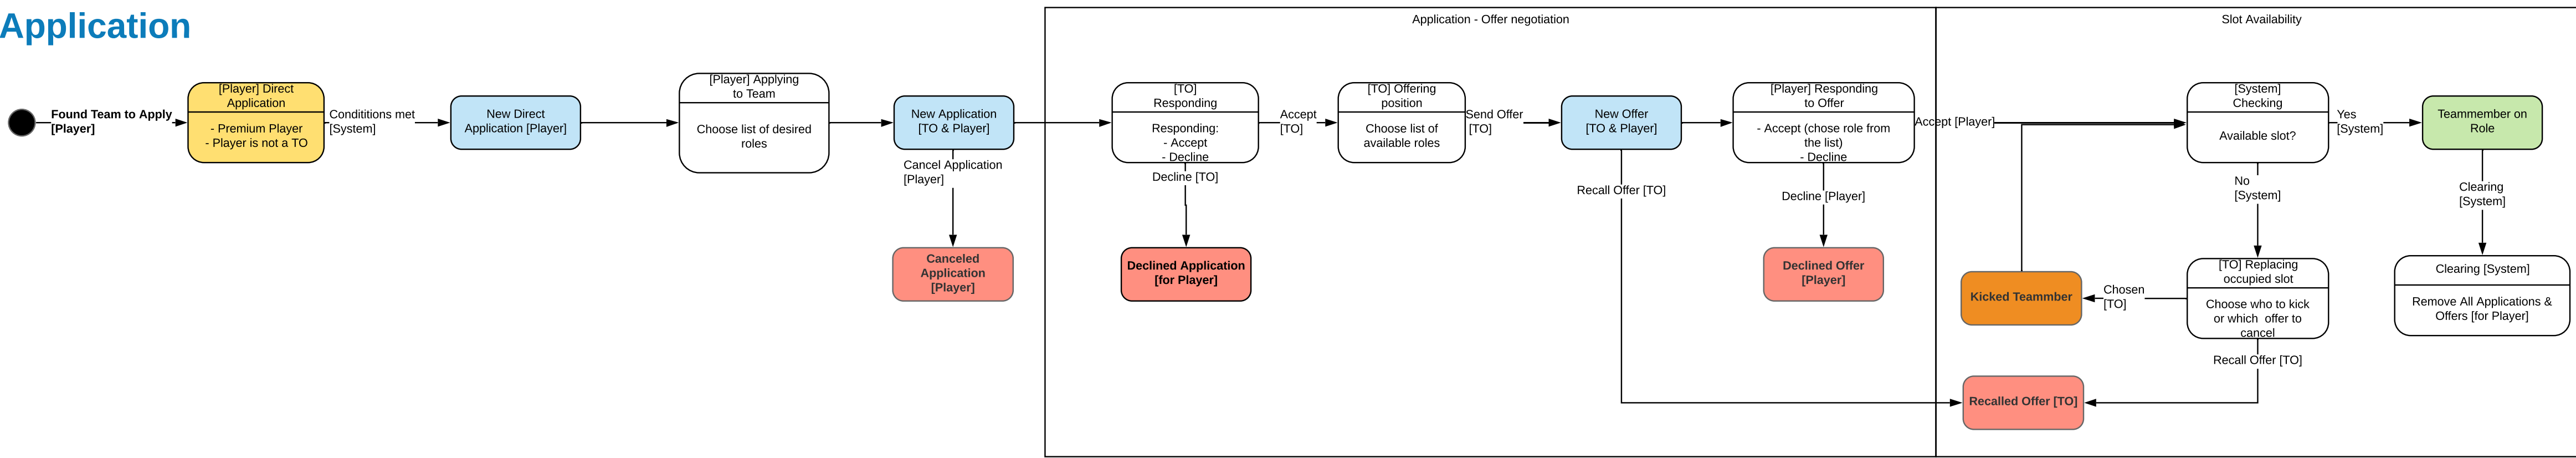 Application
Application - Offer negotiation
Slot Availability
Found Team to Apply
[Player]
[Player] Direct
Application
- Premium Player
- Player is not a TO
Conditiions met
[System]
New Direct
Application [Player]
[Player] Applying
to Team
Choose list of desired
roles
New Application
[TO & Player]
Cancel Application
[Player]
Canceled
Application
[Player]
[TO]
Responding
Responding:
- Accept
- Decline
Decline [TO]
Declined Application
[for Player]
Accept
[TO]
[TO] Offering
position
Choose list of
available roles
Send Offer
[TO]
New Offer
[TO & Player]
Recall Offer [TO]
[Player] Responding
to Offer
- Accept (chose role from
the list)
- Decline
Decline [Player]
Declined Offer
[Player]
Accept [Player]
[System]
Checking
Available slot?
Yes
[System]
Teammember on
Role
No
[System]
Clearing
[System]
[TO] Replacing
occupied slot
Choose who to kick
or which offer to
cancel
Chosen
[TO]
Kicked Teammber
Clearing [System]
Remove All Applications &
Offers [for Player]
Recall Offer [TO]
Recalled Offer [TO]